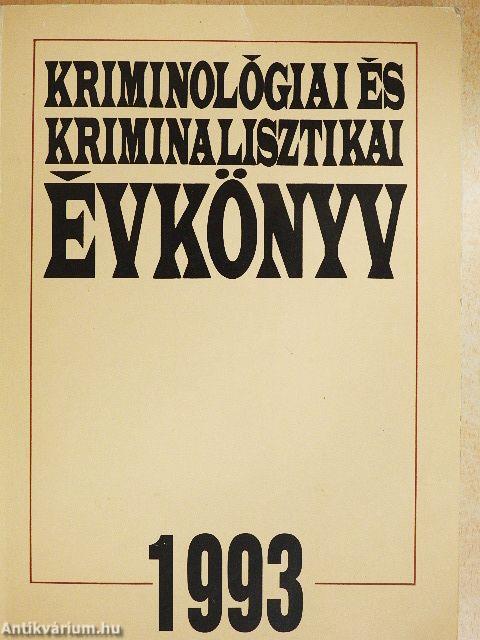 KRIMINOLÓGIAI ÉS
KRIMINALISZTIKAI
ÉVKÖNYV
1993
Antikvárium.hu